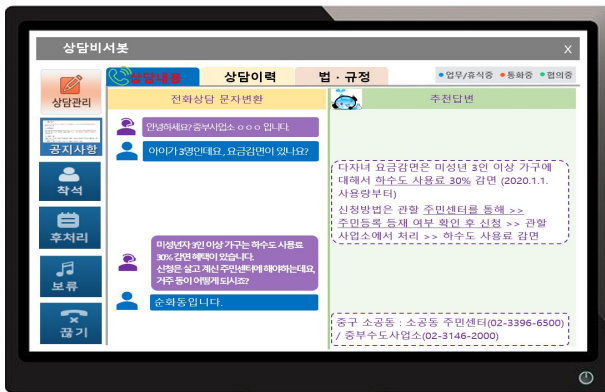 상담비서봇
X
상담관리
공지사항
착석
후처리
보류
끊기
상담내용
상담이력
법·규정
업무/휴식중 통화중 협의중
전화상담 문자변환
추천답변
안녕하세요? 중부사업소 ㅇㅇㅇ 입니다.
아이가 3명인데요, 요금감면이 있나요?
미성년자 3인 이상 가구는 하수도 사용료
30% 감면 혜택이 있습니다.
신청은 살고 계신 주민센터에 해야하는데요,
거주 동이 어떻게 되시죠?
순화동입니다.
다자녀 요금감면은 미성년 3인 이상 가구에
대해서 하수도 사용료 30% 감면 (2020.1.1.
사용량부터)
신청방법은 관할 주민센터를 통해 >>
주민등록 등재 여부 확인 후 신청 >> 관할
사업소에서 처리 >> 하수도 사용료 감면
중구 소공동 : 소공동 주민센터(02-3396-6500)
/ 중부수도사업소(02-3146-2000)